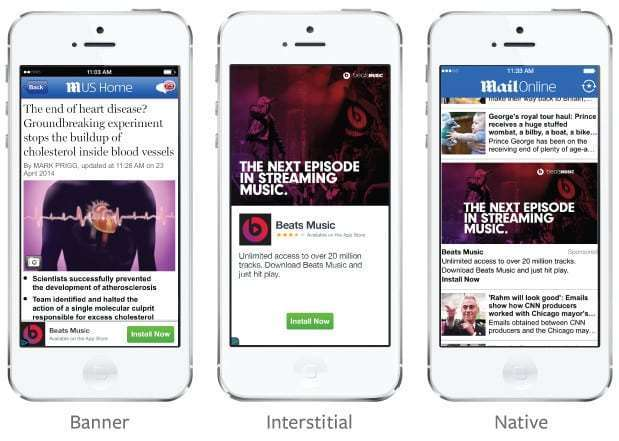 11:03 AM
Back
M US Home
The end of heart disease?
Groundbreaking experiment
stops the buildup of
cholesterol inside blood vessels
By MARK PRIGG, updated at 11:26 AM on 23
April 2014
Scientists successfully prevented
the development of atherosclerosis
Team identified and halted the
action of a single molecular culprit
responsible for excess cholesterol
Beats Music
Available on the App Store
Install Now
Banner
beatsMUSIC
THE NEXT EPISODE
IN STREAMING
MUSIC.
Beats Music
Available on the App Store
Unlimited access to over 20 million
tracks. Download Beats Music and
just hit play.
Install Now
Interstitial
11:33 AM
MailOnline
George's royal tour haul: Prince
receives a huge stuffed
wombat, a bilby, a boat, a bike...
Prince George has been on the
receiving end of plenty of age-a...
beatsMUSIC
THE NEXT EPISODE
IN STREAMING
MUSIC.
Beats Music
Sponsored
Unlimited access to over 20 million tracks.
Download Beats Music and just hit play.
Install Now
'Rahm will look good': Emails
show how CNN producers
worked with Chicago mayor's...
Emails obtained between CNN
producers and the Chicago may...
Native